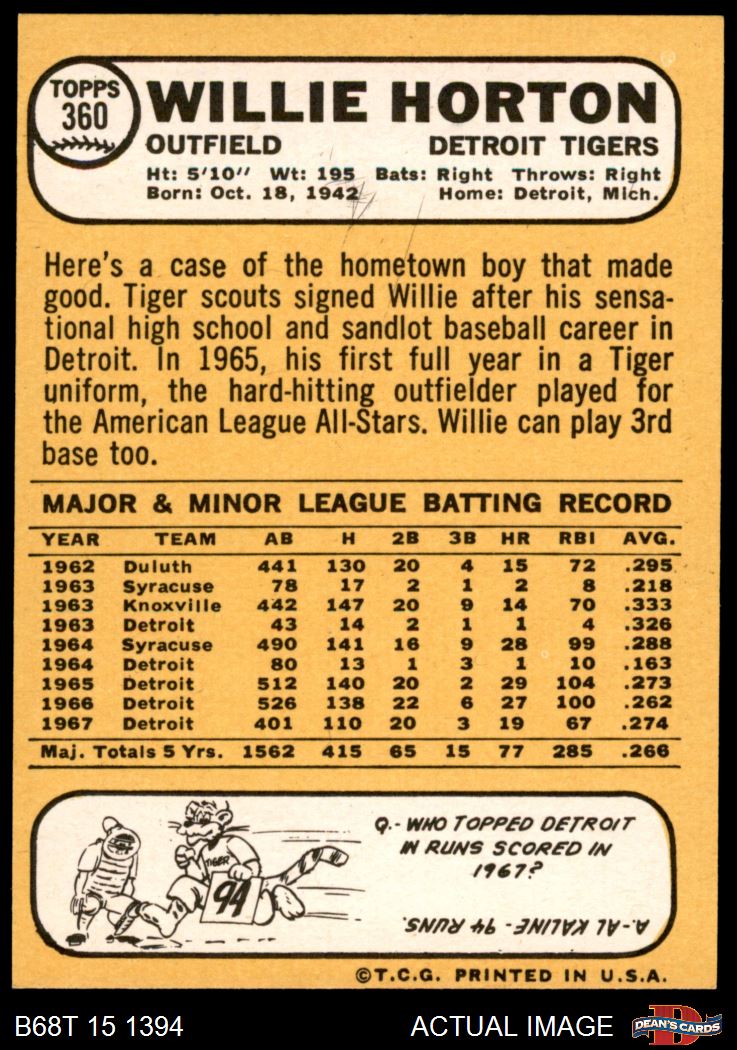 TOPPS
360
WILLIE HORTON
OUTFIELD DETROIT TIGERS
Ht: 5'10" Wt: 195 Bats: Right Throws: Right
Born: Oct. 18, 1942 Home: Detroit, Mich.
Here's a case of the hometown boy that made
good. Tiger scouts signed Willie after his sensa-
tional high school and sandlot baseball career in
Detroit. In 1965, his first full year in a Tiger
uniform, the hard-hitting outfielder played for
the American League All-Stars. Willie can play 3rd
base too.
MAJOR & MINOR LEAGUE BATTING RECORD
YEAR TEAM AB H 2B 3B HR RBI AVG.
1962 Duluth 441 130 20 4 15 72 .295
1963 Syracuse 78 17 2 1 2 8 .218
1963 Knoxville 442 147 20 9 14 70 .333
1963 Detroit 43 14 2 1 1 4 .326
1964 Syracuse 490 141 16 9 28 99 .288
1964 Detroit 80 13 1 3 1 10 .163
1965 Detroit 512 140 20 2 29 104 .273
1966 Detroit 526 138 22 6 27 100 .262
1967 Detroit 401 110 20 3 19 67 .274
Maj. Totals 5 Yrs. 1562 415 65 15 77 285 .266
TIGER
94
Q.- WHO TOPPED DETROIT
IN RUNS SCORED IN
1967?
A.- AL KALINE - 94 RUNS.
©T.C.G. PRINTED IN U.S.A.
B68T 15 1394 ACTUAL IMAGE
D
DEAN'S CARDS